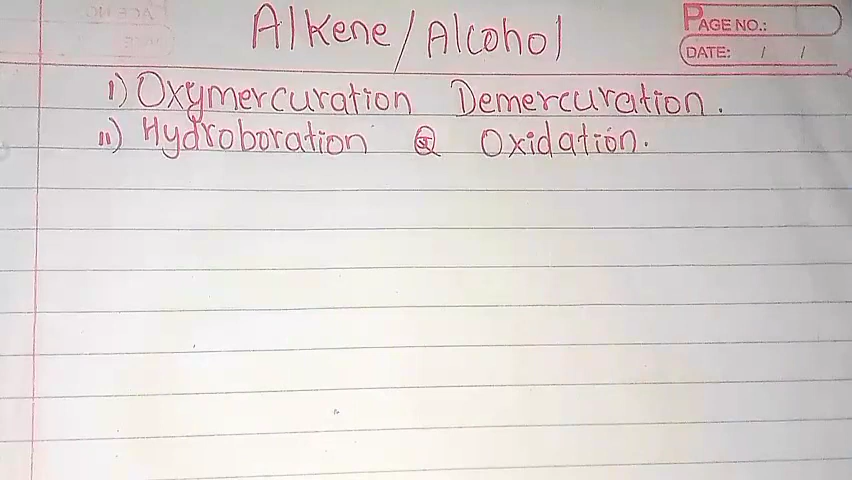 Alkene/Alcohol
PAGE NO.:
DATE: / /
i) Oxymercuration Demercuration.
ii) Hydroboration Oxidation.